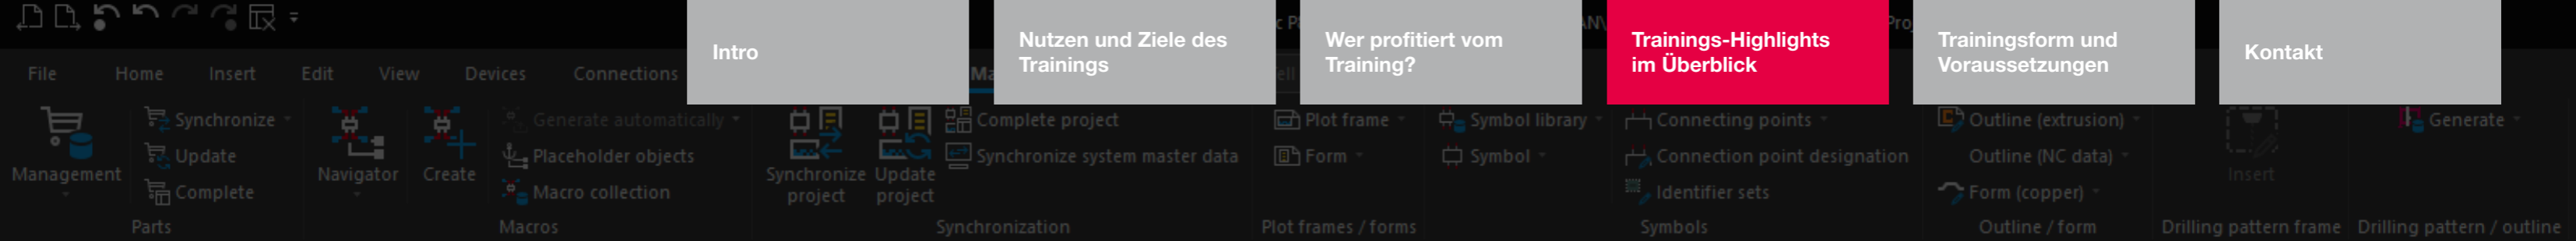 Intro
Nutzen und Ziele des
Trainings
Wer profitiert vom
Training?
Trainings-Highlights
im Überblick
Trainingsform und
Voraussetzungen
Kontakt
File Home Insert Edit View Devices Connections
Management
Synchronize
Update
Complete
Parts
Navigator
Create
Generate automatically
Placeholder objects
Macro collection
Macros
Synchronize
project
Update
project
Complete project
Synchronize system master data
Synchronization
Plot frame
Form
Plot frames / forms
Symbol library
Symbol
Connecting points
Connection point designation
Identifier sets
Symbols
Outline (extrusion)
Outline (NC data)
Form (copper)
Outline / form
Insert
Drilling pattern frame
Generate
Drilling pattern / outline